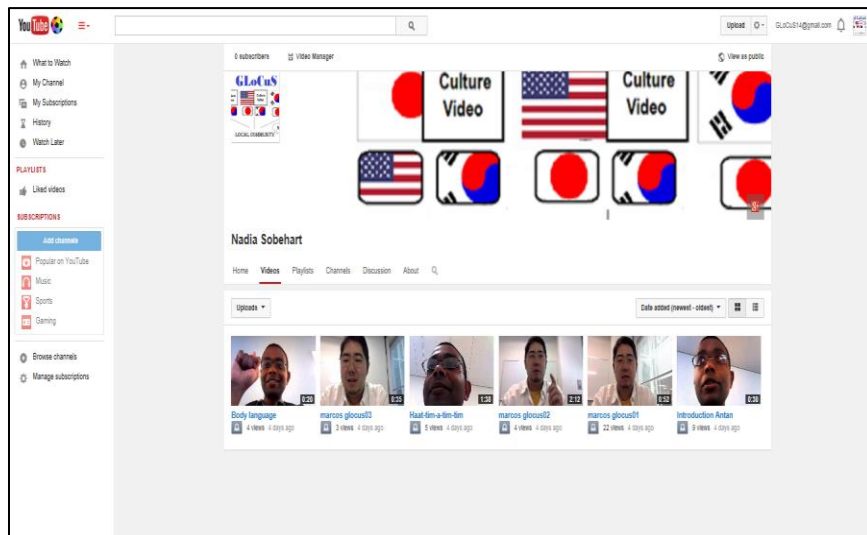 YouTube
Upload
GLoCuS14@gmail.com
What to Watch
My Channel
My Subscriptions
History
Watch Later
PLAYLISTS
Liked videos
SUBSCRIPTIONS
Add channels
Popular on YouTube
Music
Sports
Gaming
Browse channels
Manage subscriptions
0 subscribers Video Manager View as public
GLoCuS
Culture
Video
LOCAL COMMUNITY
Culture
Video
Culture
Video
Nadia Sobehart
Home Videos Playlists Channels Discussion About
Uploads Date added (newest - oldest)
0:20 0:35 1:38 2:12 0:52 0:30
Body language marcos glocus03 Haat-tim-a-tim-tim marcos glocus02 marcos glocus01 Introduction Antan
4 views 4 days ago 3 views 4 days ago 5 views 4 days ago 4 views 4 days ago 22 views 4 days ago 9 views 4 days ago